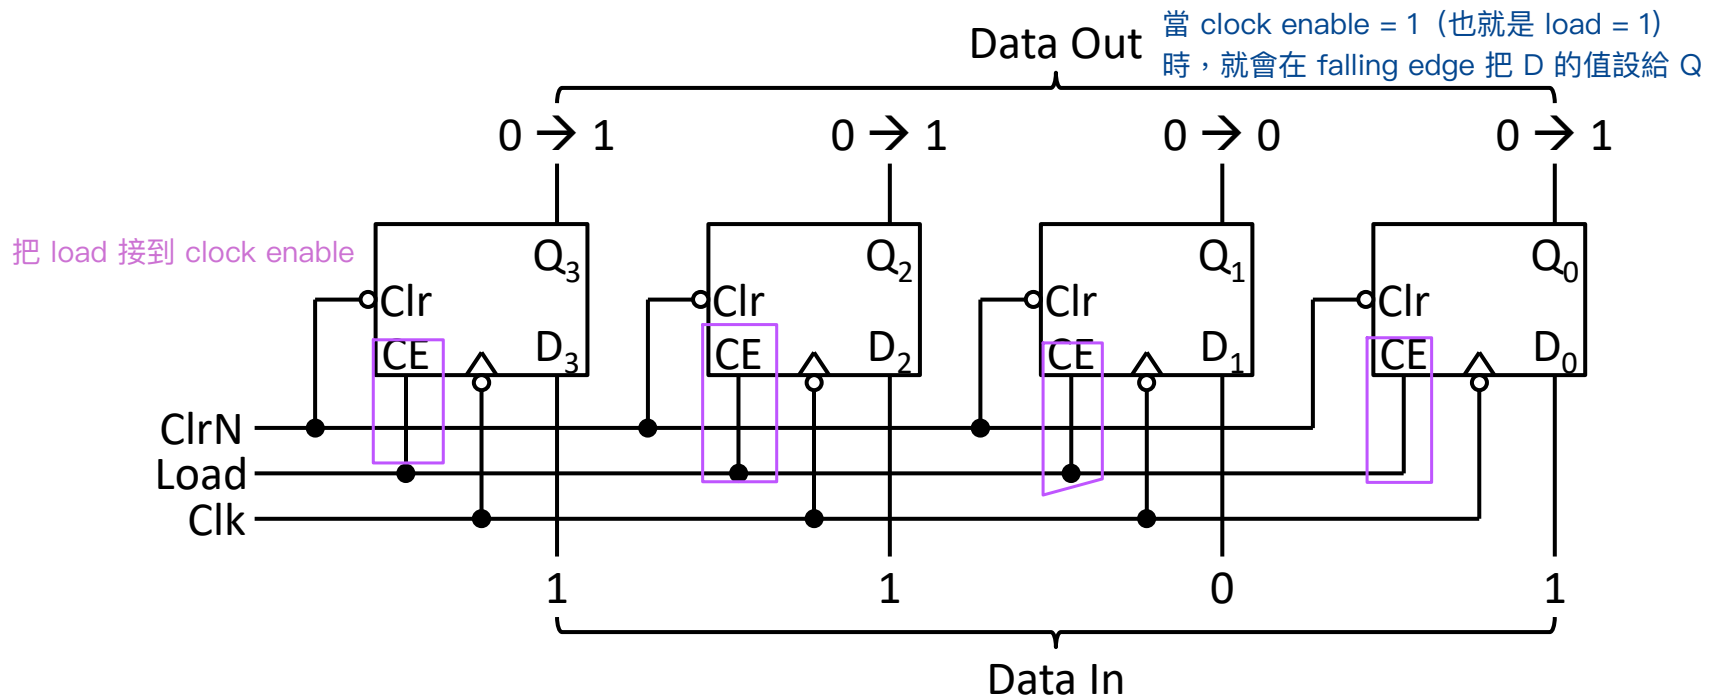 Data Out
當 clock enable = 1（也就是 load = 1）
時，就會在 falling edge 把 D 的值設給 Q
0 → 1
0 → 1
0 → 0
0 → 1
把 load 接到 clock enable
Q3
Clr
CE
D3
Q2
Clr
CE
D2
Q1
Clr
CE
D1
Q0
Clr
CE
D0
ClrN
Load
Clk
1
1
0
1
Data In